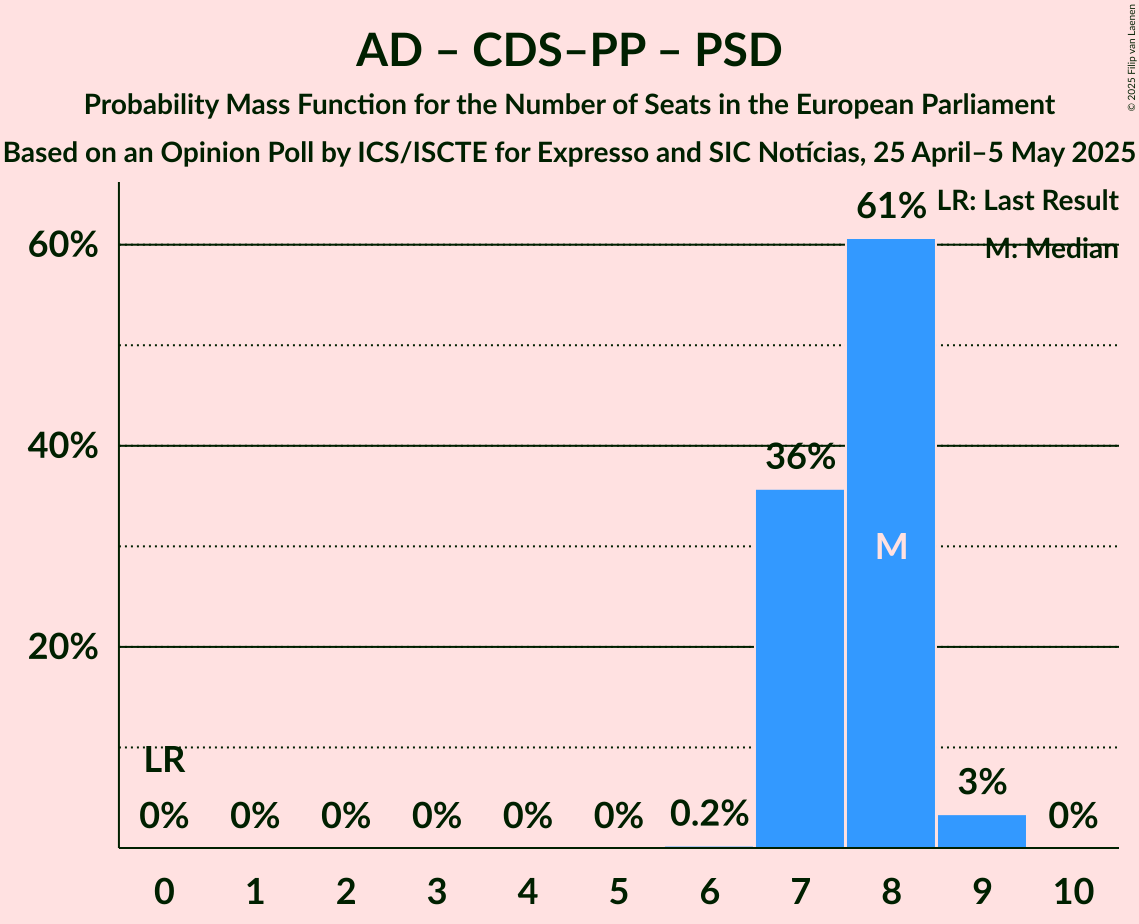 AD – CDS–PP – PSD
Probability Mass Function for the Number of Seats in the European Parliament
Based on an Opinion Poll by ICS/ISCTE for Expresso and SIC Notícias, 25 April–5 May 2025
© 2025 Filip van Laenen
LR: Last Result
M: Median
60%
40%
20%
61%
36%
M
LR
0%
0%
0%
0%
0%
0%
0.2%
3%
0%
0 1 2 3 4 5 6 7 8 9 10